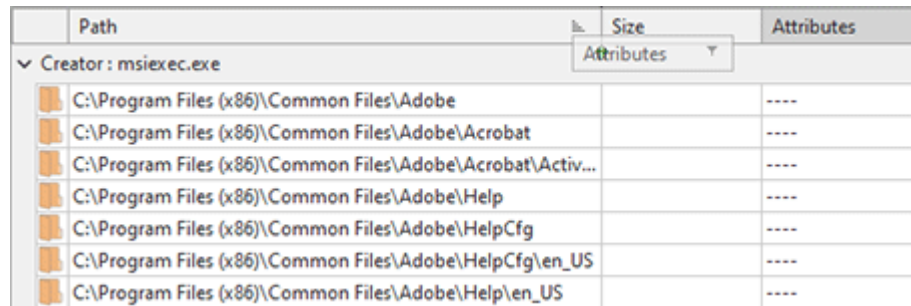 Path Size Attributes
Attributes
Creator : msiexec.exe
C:\Program Files (x86)\Common Files\Adobe ----
C:\Program Files (x86)\Common Files\Adobe\Acrobat ----
C:\Program Files (x86)\Common Files\Adobe\Acrobat\Activ... ----
C:\Program Files (x86)\Common Files\Adobe\Help ----
C:\Program Files (x86)\Common Files\Adobe\HelpCfg ----
C:\Program Files (x86)\Common Files\Adobe\HelpCfg\en_US ----
C:\Program Files (x86)\Common Files\Adobe\Help\en_US ----